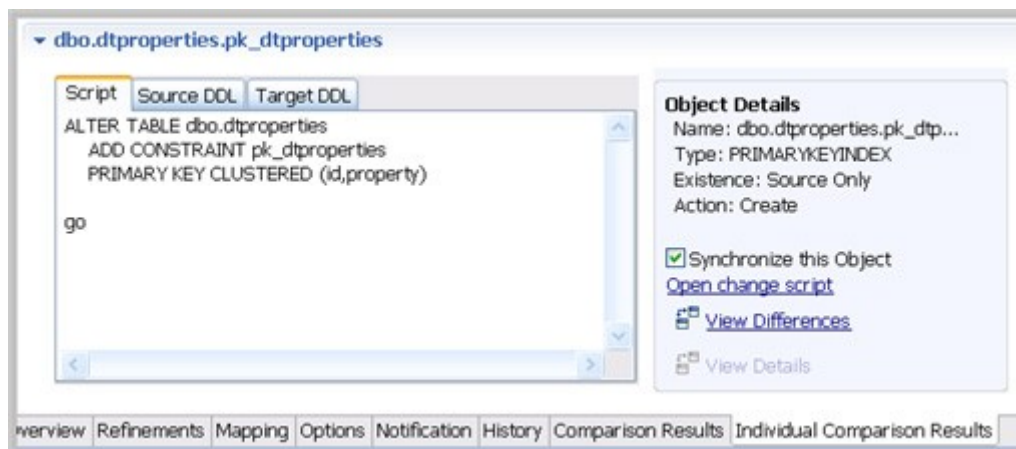 dbo.dtproperties.pk_dtproperties
Script Source DDL Target DDL
ALTER TABLE dbo.dtproperties
ADD CONSTRAINT pk_dtproperties
PRIMARY KEY CLUSTERED (id,property)
go
Object Details
Name: dbo.dtproperties.pk_dtp...
Type: PRIMARYKEYINDEX
Existence: Source Only
Action: Create
Synchronize this Object
Open change script
View Differences
View Details
verview Refinements Mapping Options Notification History Comparison Results Individual Comparison Results